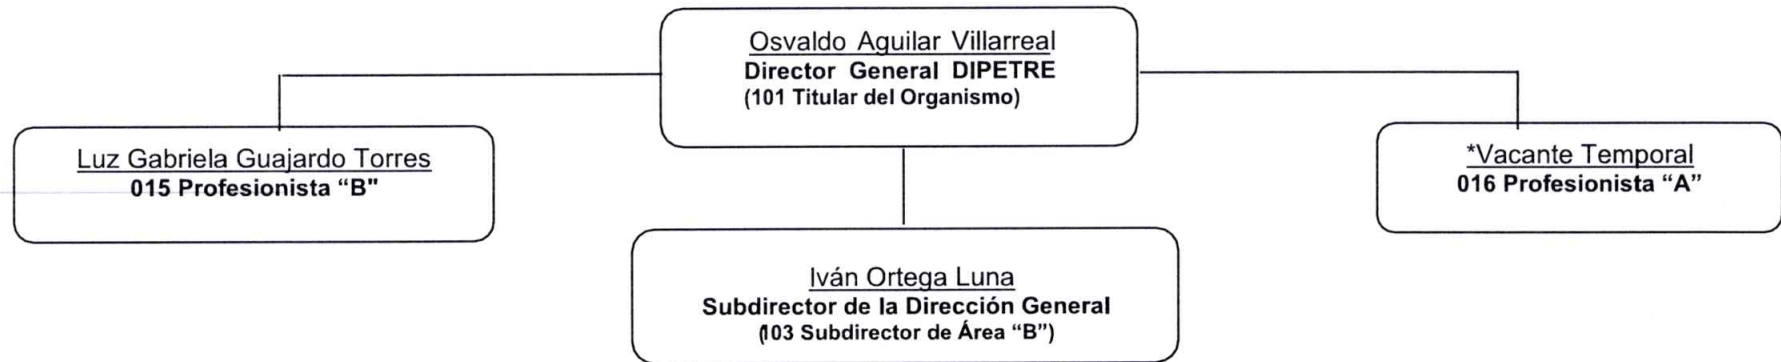 Osvaldo Aguilar Villarreal
Director General DIPETRE
(101 Titular del Organismo)
Luz Gabriela Guajardo Torres
015 Profesionista “B"
*Vacante Temporal
016 Profesionista “A”
Iván Ortega Luna
Subdirector de la Dirección General
(103 Subdirector de Área “B”)